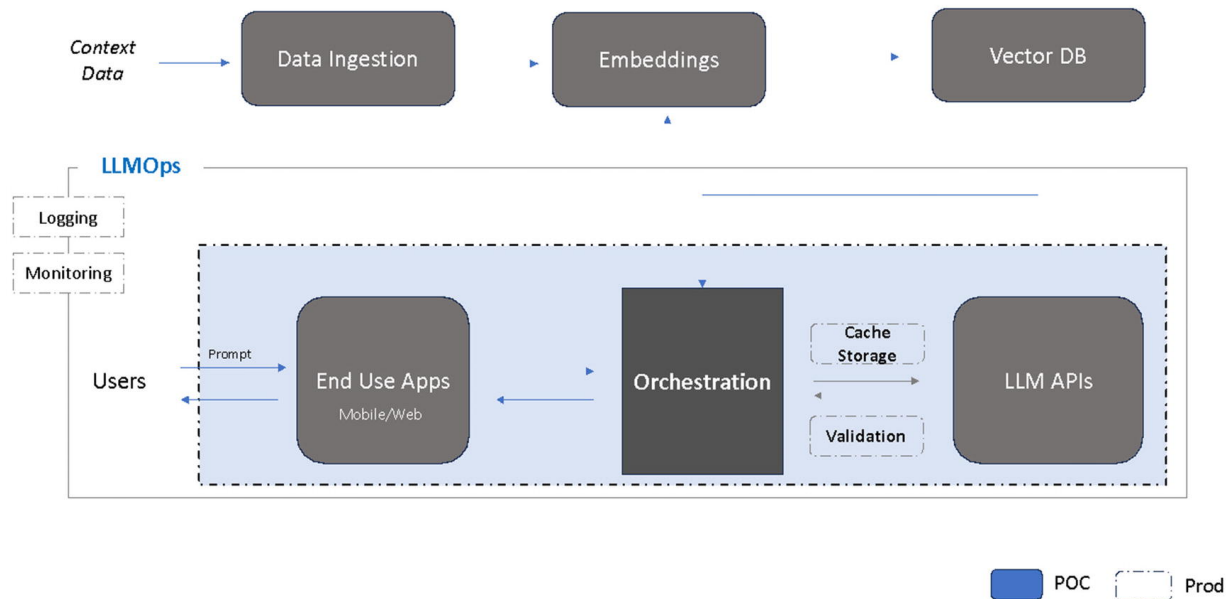 Context
Data
Data Ingestion
Embeddings
Vector DB
LLMOps
Logging
Monitoring
Users
Prompt
End Use Apps
Mobile/Web
Orchestration
Cache
Storage
Validation
LLM APIs
POC
Prod